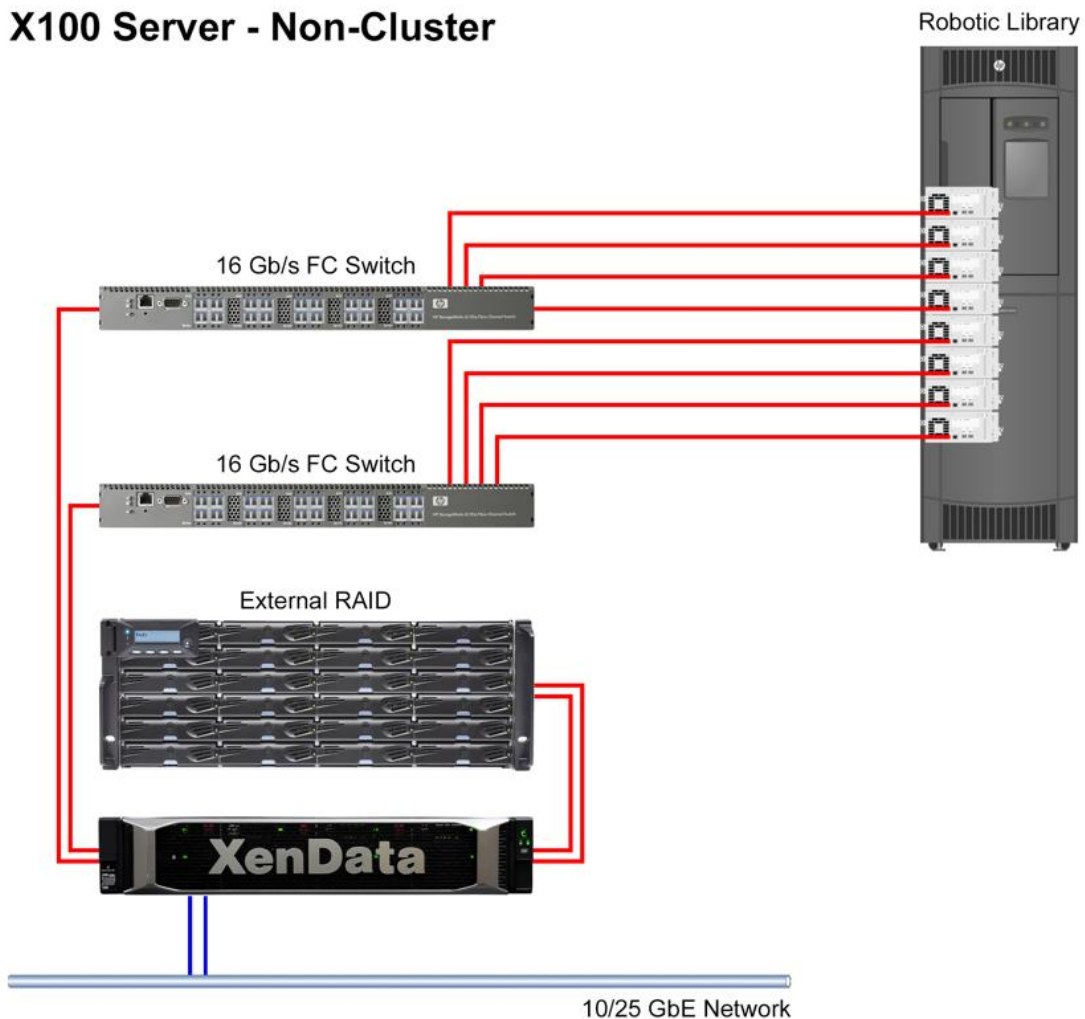 X100 Server - Non-Cluster
Robotic Library
16 Gb/s FC Switch
16 Gb/s FC Switch
External RAID
XenData
10/25 GbE Network